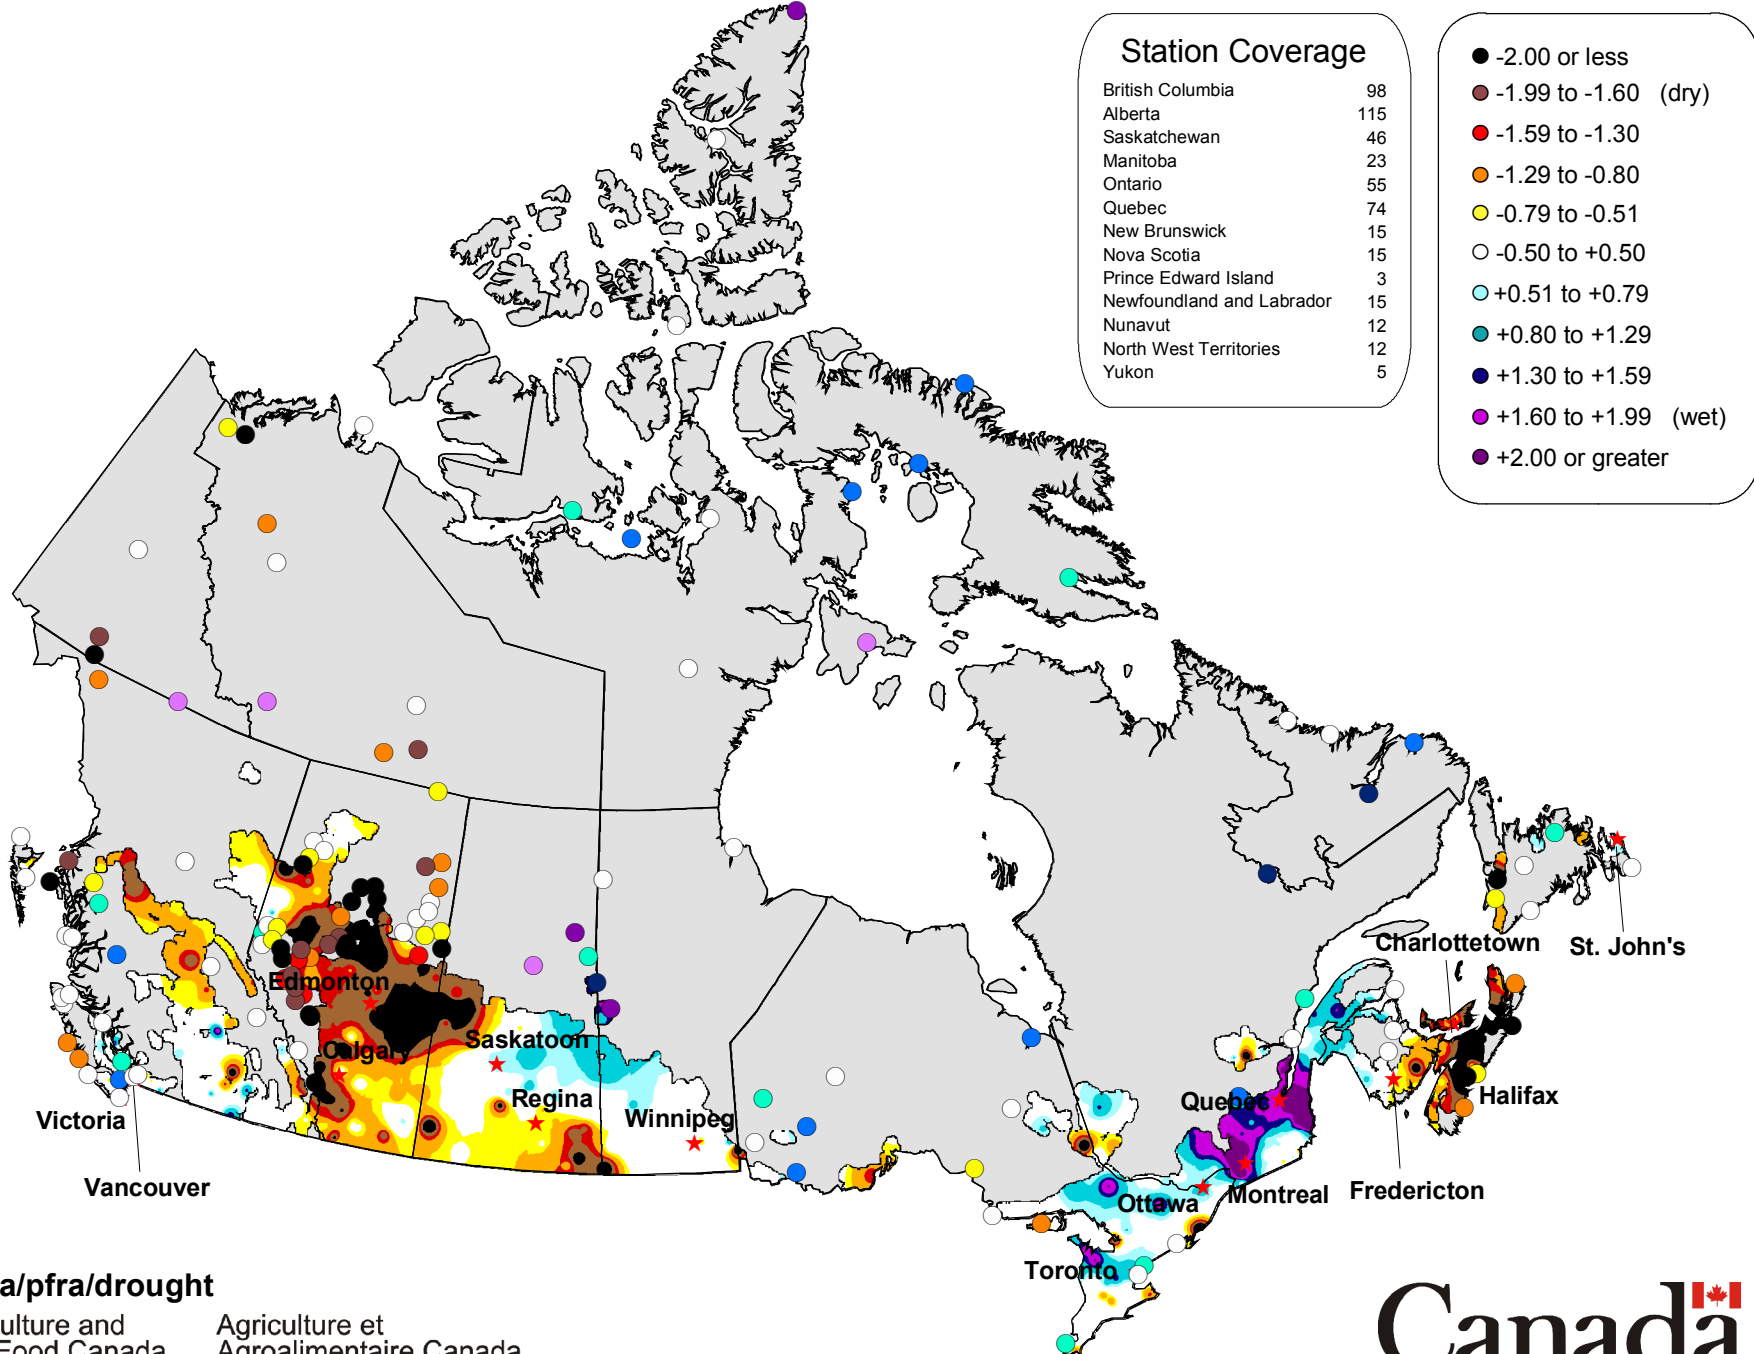 Station Coverage
British Columbia 98
Alberta 115
Saskatchewan 46
Manitoba 23
Ontario 55
Quebec 74
New Brunswick 15
Nova Scotia 15
Prince Edward Island 3
Newfoundland and Labrador 15
Nunavut 12
North West Territories 12
Yukon 5
-2.00 or less
-1.99 to -1.60 (dry)
-1.59 to -1.30
-1.29 to -0.80
-0.79 to -0.51
-0.50 to +0.50
+0.51 to +0.79
+0.80 to +1.29
+1.30 to +1.59
+1.60 to +1.99 (wet)
+2.00 or greater
Charlottetown
St. John's
Edmonton
Saskatoon
Calgary
Regina
Winnipeg
Quebec
Halifax
Victoria
Vancouver
Ottawa
Montreal
Fredericton
Toronto
a/pfra/drought
ulture and
Food Canada
Agriculture et
Agroalimentaire Canada
Canada